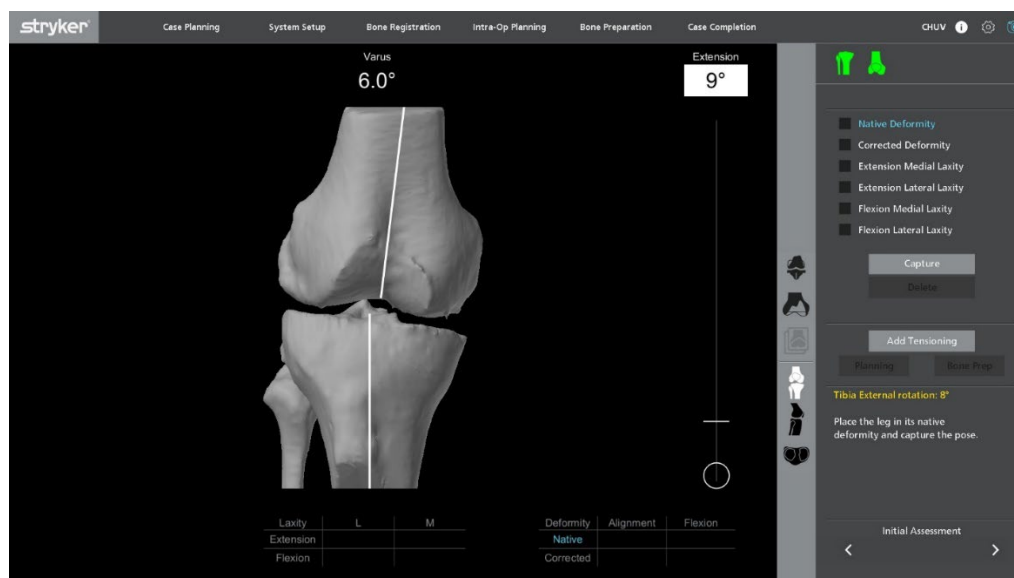 stryker
Case Planning
System Setup
Bone Registration
Intra-Op Planning
Bone Preparation
Case Completion
CHUV
Varus
6.0°
Extension
9°
Native Deformity
Corrected Deformity
Extension Medial Laxity
Extension Lateral Laxity
Flexion Medial Laxity
Flexion Lateral Laxity
Capture
Delete
Add Tensioning
Planning
Bone Prep
Tibia External rotation: 8°
Place the leg in its native
deformity and capture the pose.
Initial Assessment
Laxity L M
Extension
Flexion
Deformity Alignment Flexion
Native
Corrected